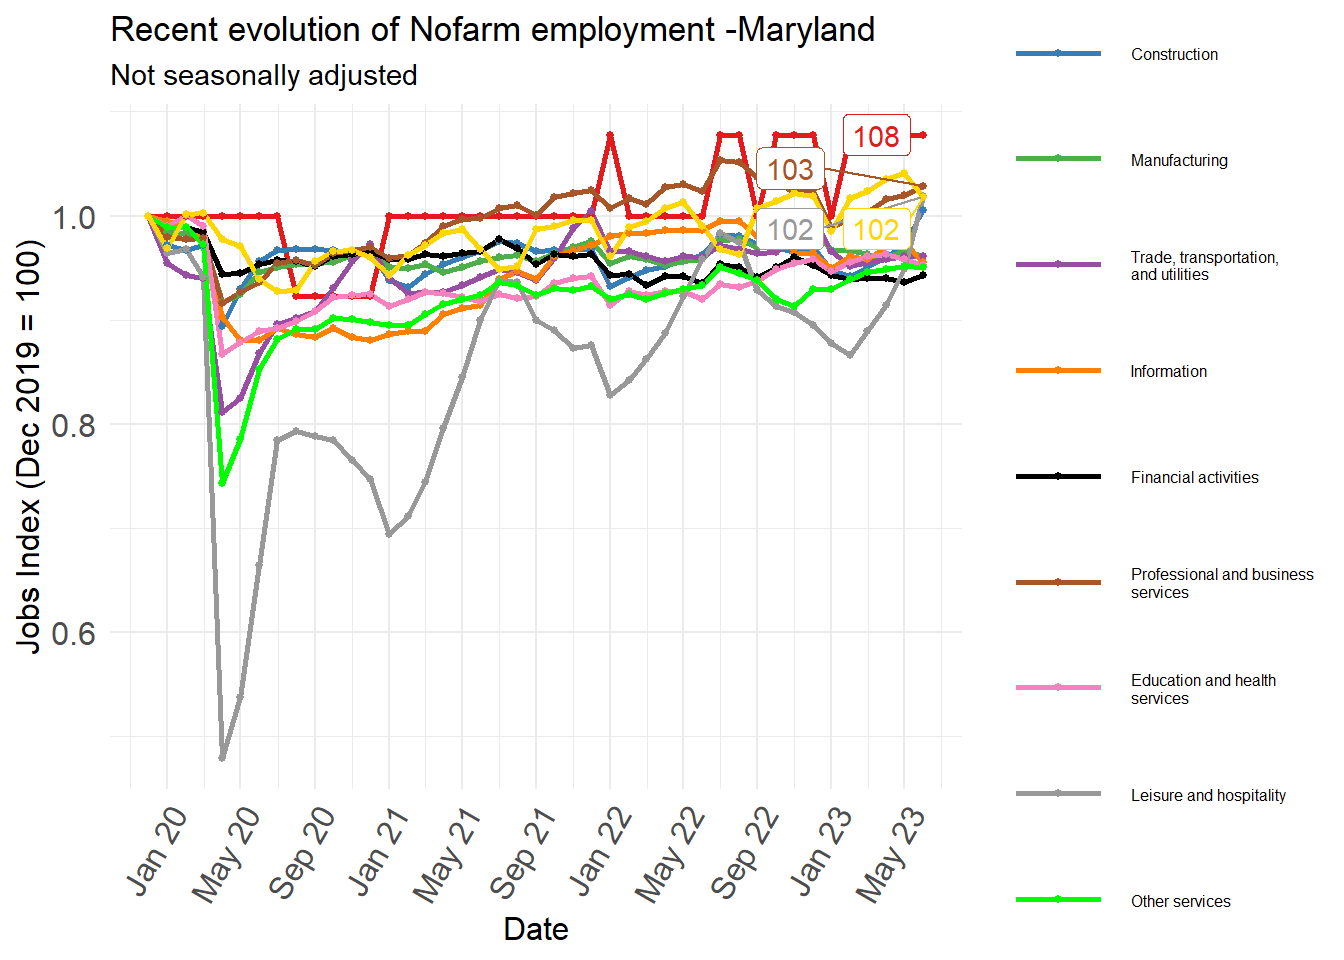 Recent evolution of Nofarm employment -Maryland
Not seasonally adjusted
Jobs Index (Dec 2019 = 100)
1.0
0.8
0.6
108
103
102
102
Jan 20
May 20
Sep 20
Jan 21
May 21
Sep 21
Jan 22
May 22
Sep 22
Jan 23
May 23
Date
Construction
Manufacturing
Trade, transportation,
and utilities
Information
Financial activities
Professional and business
services
Education and health
services
Leisure and hospitality
Other services